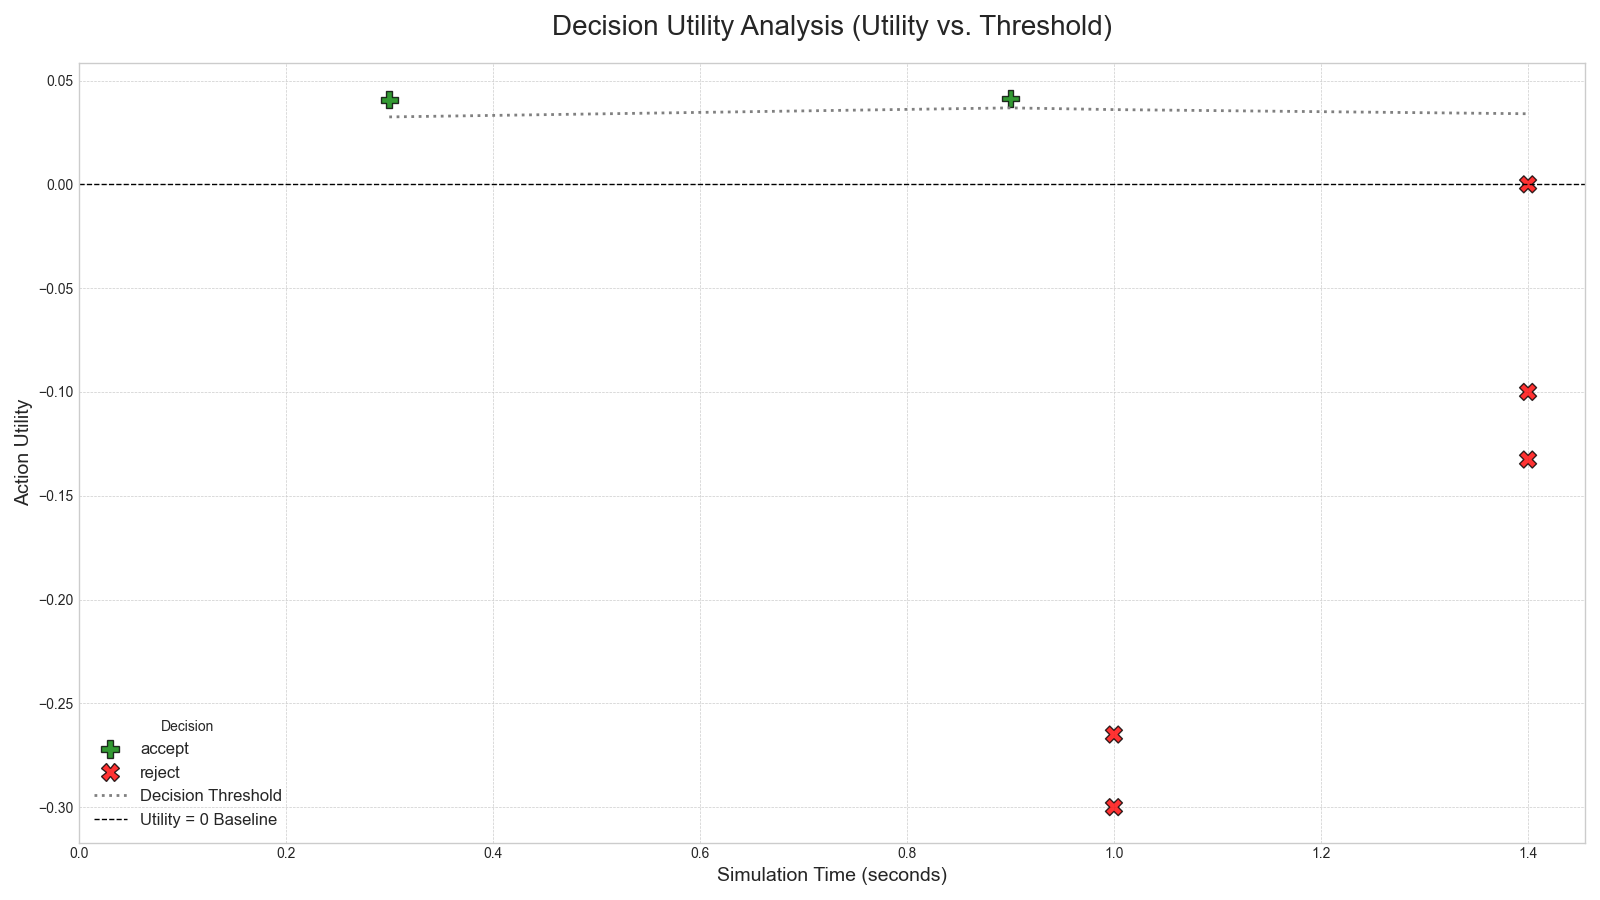 Decision Utility Analysis (Utility vs. Threshold)
0.05
0.00
−0.05
−0.10
−0.15
−0.20
−0.25
−0.30
Action Utility
Decision
accept
reject
Decision Threshold
Utility = 0 Baseline
0.0 0.2 0.4 0.6 0.8 1.0 1.2 1.4
Simulation Time (seconds)